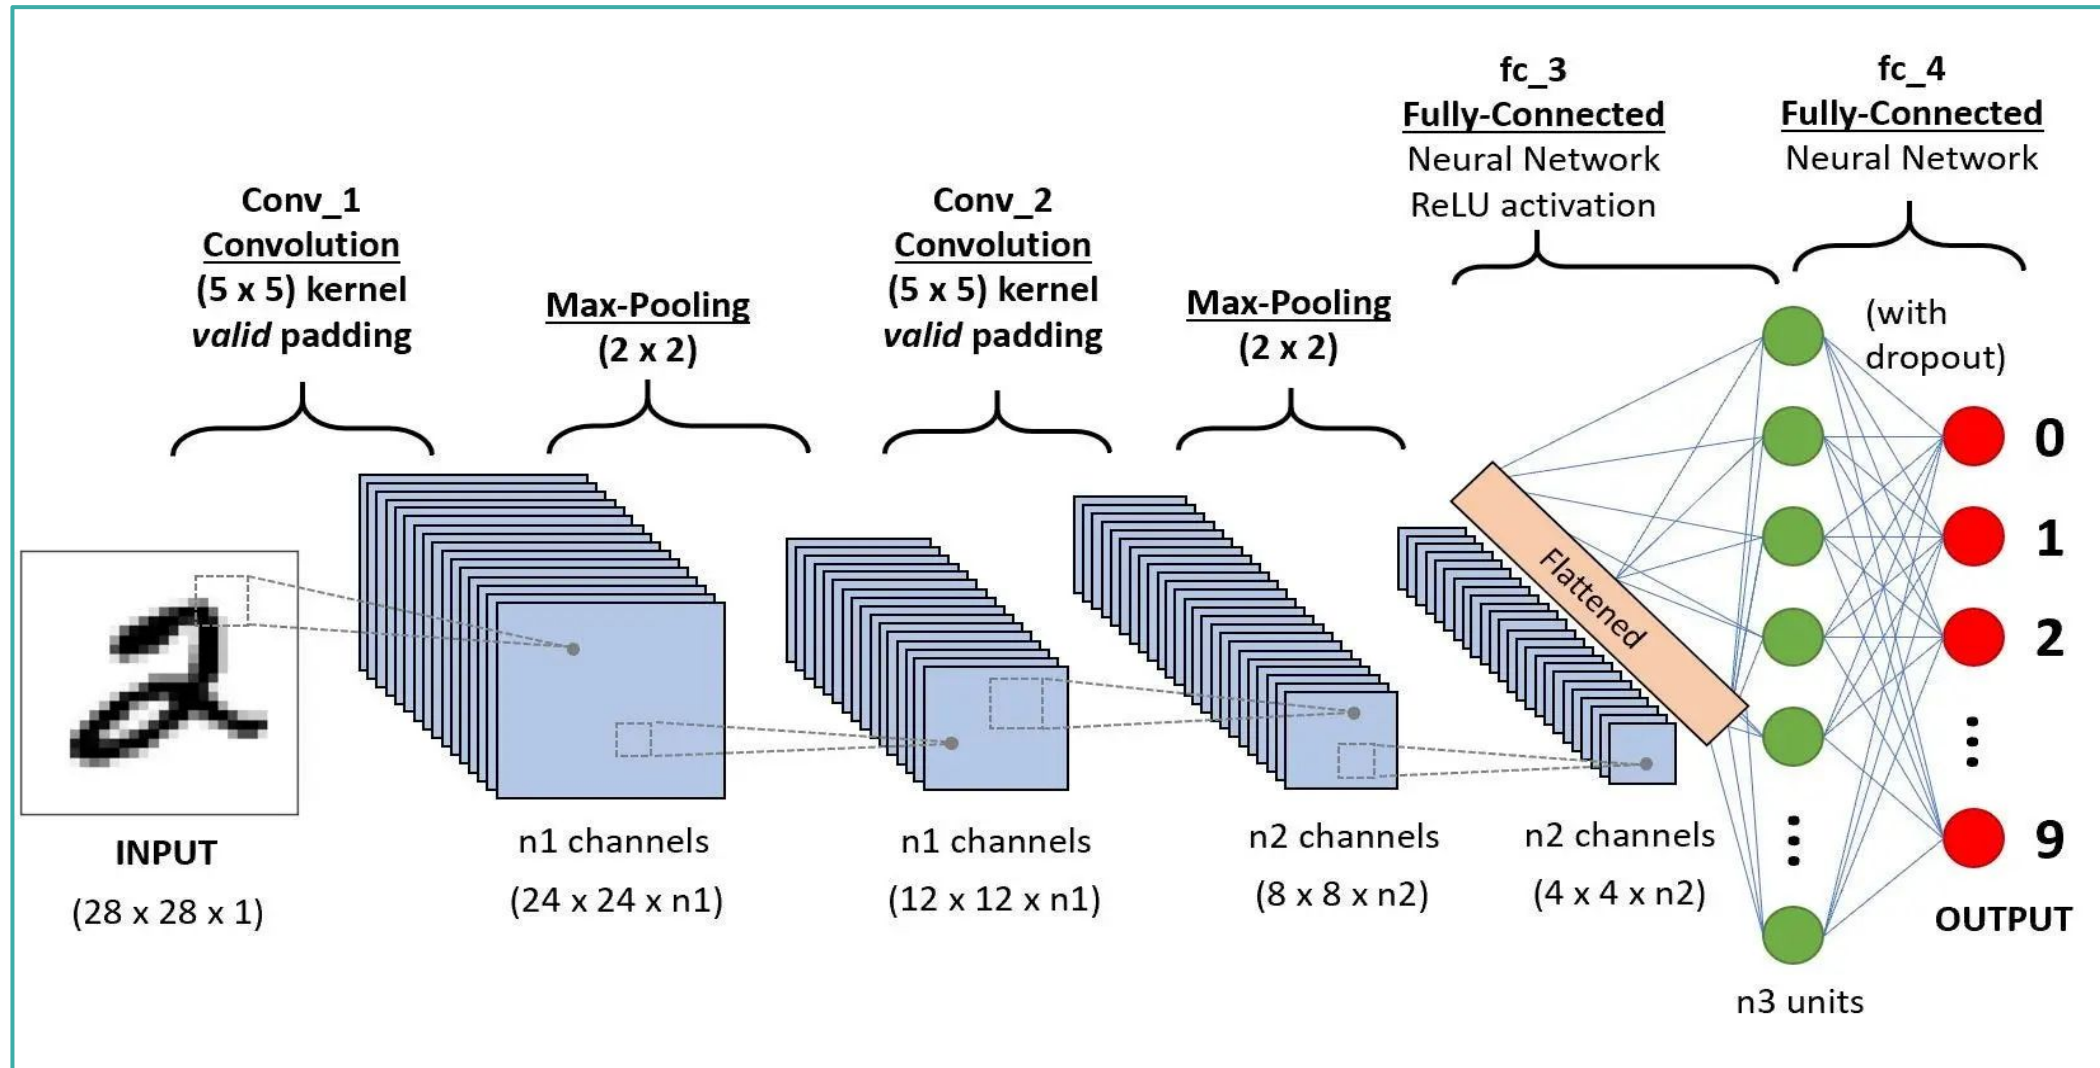 Conv_1
Convolution
(5 x 5) kernel
valid padding
Max-Pooling
(2 x 2)
Conv_2
Convolution
(5 x 5) kernel
valid padding
Max-Pooling
(2 x 2)
fc_3
Fully-Connected
Neural Network
ReLU activation
fc_4
Fully-Connected
Neural Network
(with
dropout)
Flattened
0
1
2
9
INPUT
(28 x 28 x 1)
n1 channels
(24 x 24 x n1)
n1 channels
(12 x 12 x n1)
n2 channels
(8 x 8 x n2)
n2 channels
(4 x 4 x n2)
n3 units
OUTPUT